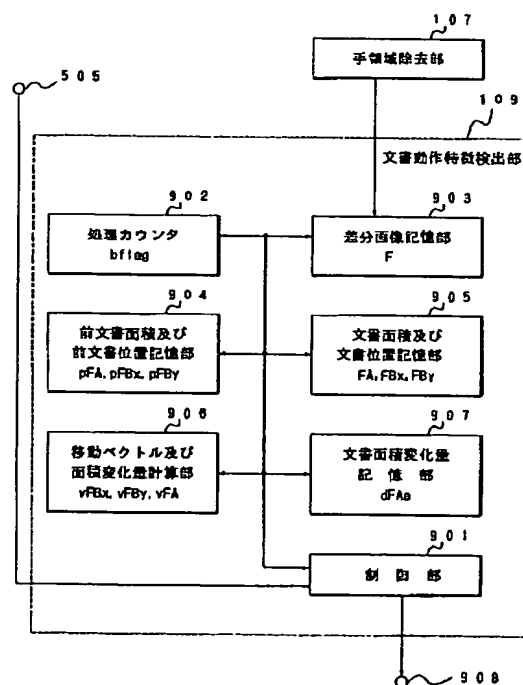 107
手領域除去部
505
109
文書動作特徴検出部
902
処理カウンタ
bflag
903
差分画像記憶部
F
904
前文書面積及び
前文書位置記憶部
pFA, pFBx, pFBy
905
文書面積及び
文書位置記憶部
FA, FBx, FBy
906
移動ベクトル及び
面積変化量計算部
vFBx, vFBy, vFA
907
文書面積変化量
記憶部
dFAa
901
制御部
908